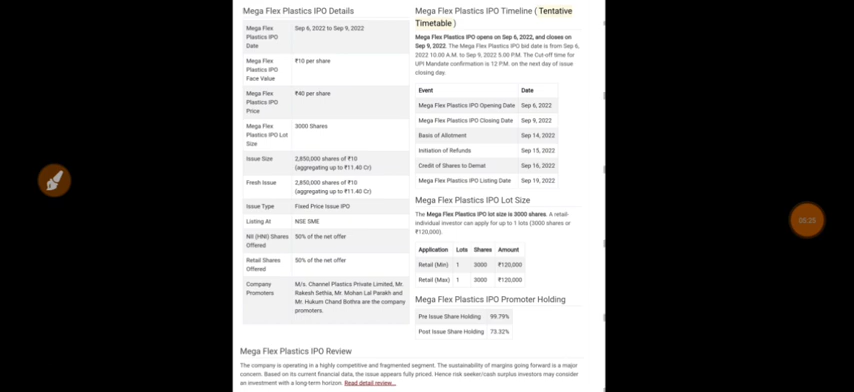 Mega Flex Plastics IPO Details
Mega Flex
Plastics IPO
Date
Sep 6, 2022 to Sep 9, 2022
Mega Flex
Plastics IPO
Face Value
₹10 per share
Mega Flex
Plastics IPO
Price
₹40 per share
Mega Flex
Plastics IPO Lot
Size
3000 Shares
Issue Size
2,850,000 shares of ₹10
(aggregating up to ₹11.40 Cr)
Fresh Issue
2,850,000 shares of ₹10
(aggregating up to ₹11.40 Cr)
Issue Type
Fixed Price Issue IPO
Listing At
NSE SME
NII (HNI) Shares
Offered
50% of the net offer
Retail Shares
Offered
50% of the net offer
Company
Promoters
M/s. Channel Plastics Private Limited, Mr.
Rakesh Sethia, Mr. Mohan Lal Parakh and
Mr. Hukum Chand Bothra are the company
promoters.
Mega Flex Plastics IPO Timeline (Tentative
Timetable)
Mega Flex Plastics IPO opens on Sep 6, 2022, and closes on
Sep 9, 2022. The Mega Flex Plastics IPO bid date is from Sep 6,
2022 10.00 A.M. to Sep 9, 2022 5.00 P.M. The Cut-off time for
UPI Mandate confirmation is 12 P.M. on the next day of issue
closing day.
Event Date
Mega Flex Plastics IPO Opening Date Sep 6, 2022
Mega Flex Plastics IPO Closing Date Sep 9, 2022
Basis of Allotment Sep 14, 2022
Initiation of Refunds Sep 15, 2022
Credit of Shares to Demat Sep 16, 2022
Mega Flex Plastics IPO Listing Date Sep 19, 2022
Mega Flex Plastics IPO Lot Size
The Mega Flex Plastics IPO lot size is 3000 shares. A retail-
individual investor can apply for up to 1 lots (3000 shares or
₹120,000).
Application Lots Shares Amount
Retail (Min) 1 3000 ₹120,000
Retail (Max) 1 3000 ₹120,000
Mega Flex Plastics IPO Promoter Holding
Pre Issue Share Holding 99.79%
Post Issue Share Holding 73.32%
Mega Flex Plastics IPO Review
The company is operating in a highly competitive and fragmented segment. The sustainability of margins going forward is a major
concern. Based on its current financial data, the issue appears fully priced. Hence risk seeker/cash surplus investors may consider
an investment with a long-term horizon. Read detail review...
05:25